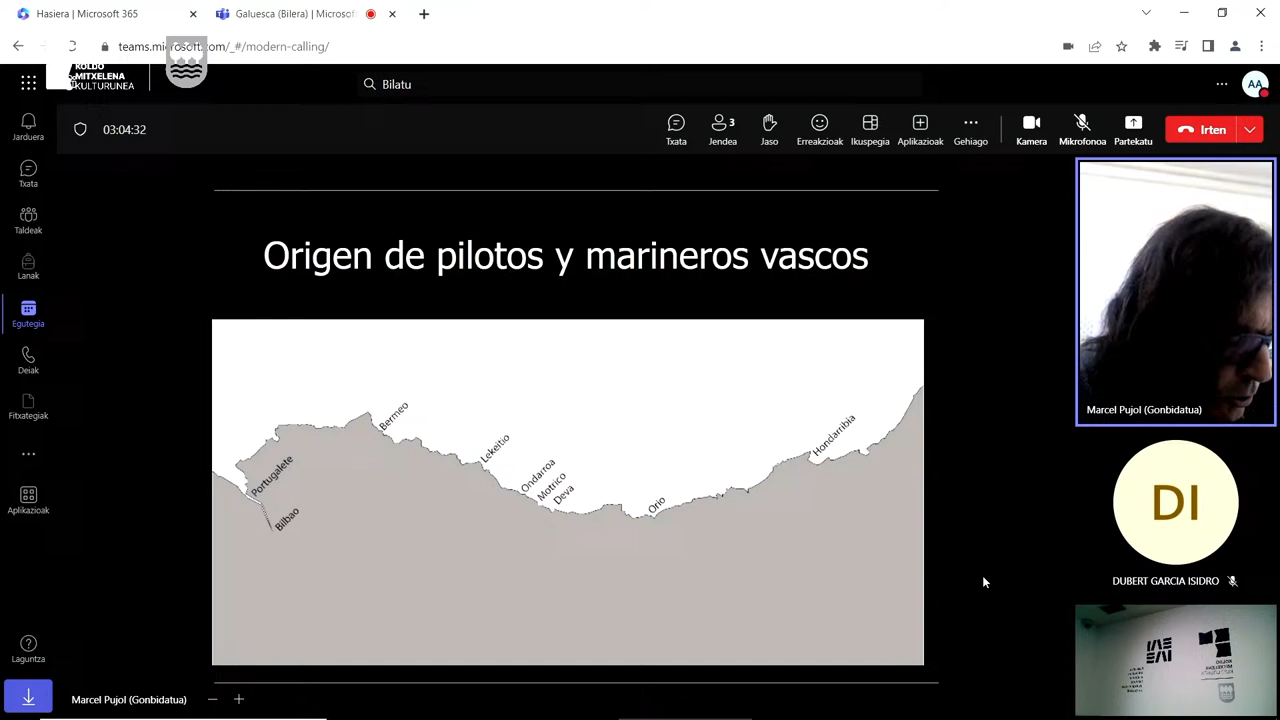 Hasiera | Microsoft 365
Galuesca (Bilera) | Microsof
teams.microsoft.com/_#/modern-calling/
KOLDO
MITXELENA
KULTURUNEA
Bilatu
AA
Jarduera
Txata
Taldeak
Lanak
Egutegia
Deiak
Fitxategiak
Aplikazioak
Laguntza
03:04:32
Txata
3
Jendea
Jaso
Erreakzioak
Ikuspegia
Aplikazioak
Gehiago
Kamera
Mikrofonoa
Partekatu
Irten
Origen de pilotos y marineros vascos
Portugalete
Bilbao
Bermeo
Lekeitio
Ondarroa
Motrico
Deva
Orio
Hondarribia
Marcel Pujol (Gonbidatua)
DI
DUBERT GARCIA ISIDRO
Marcel Pujol (Gonbidatua)